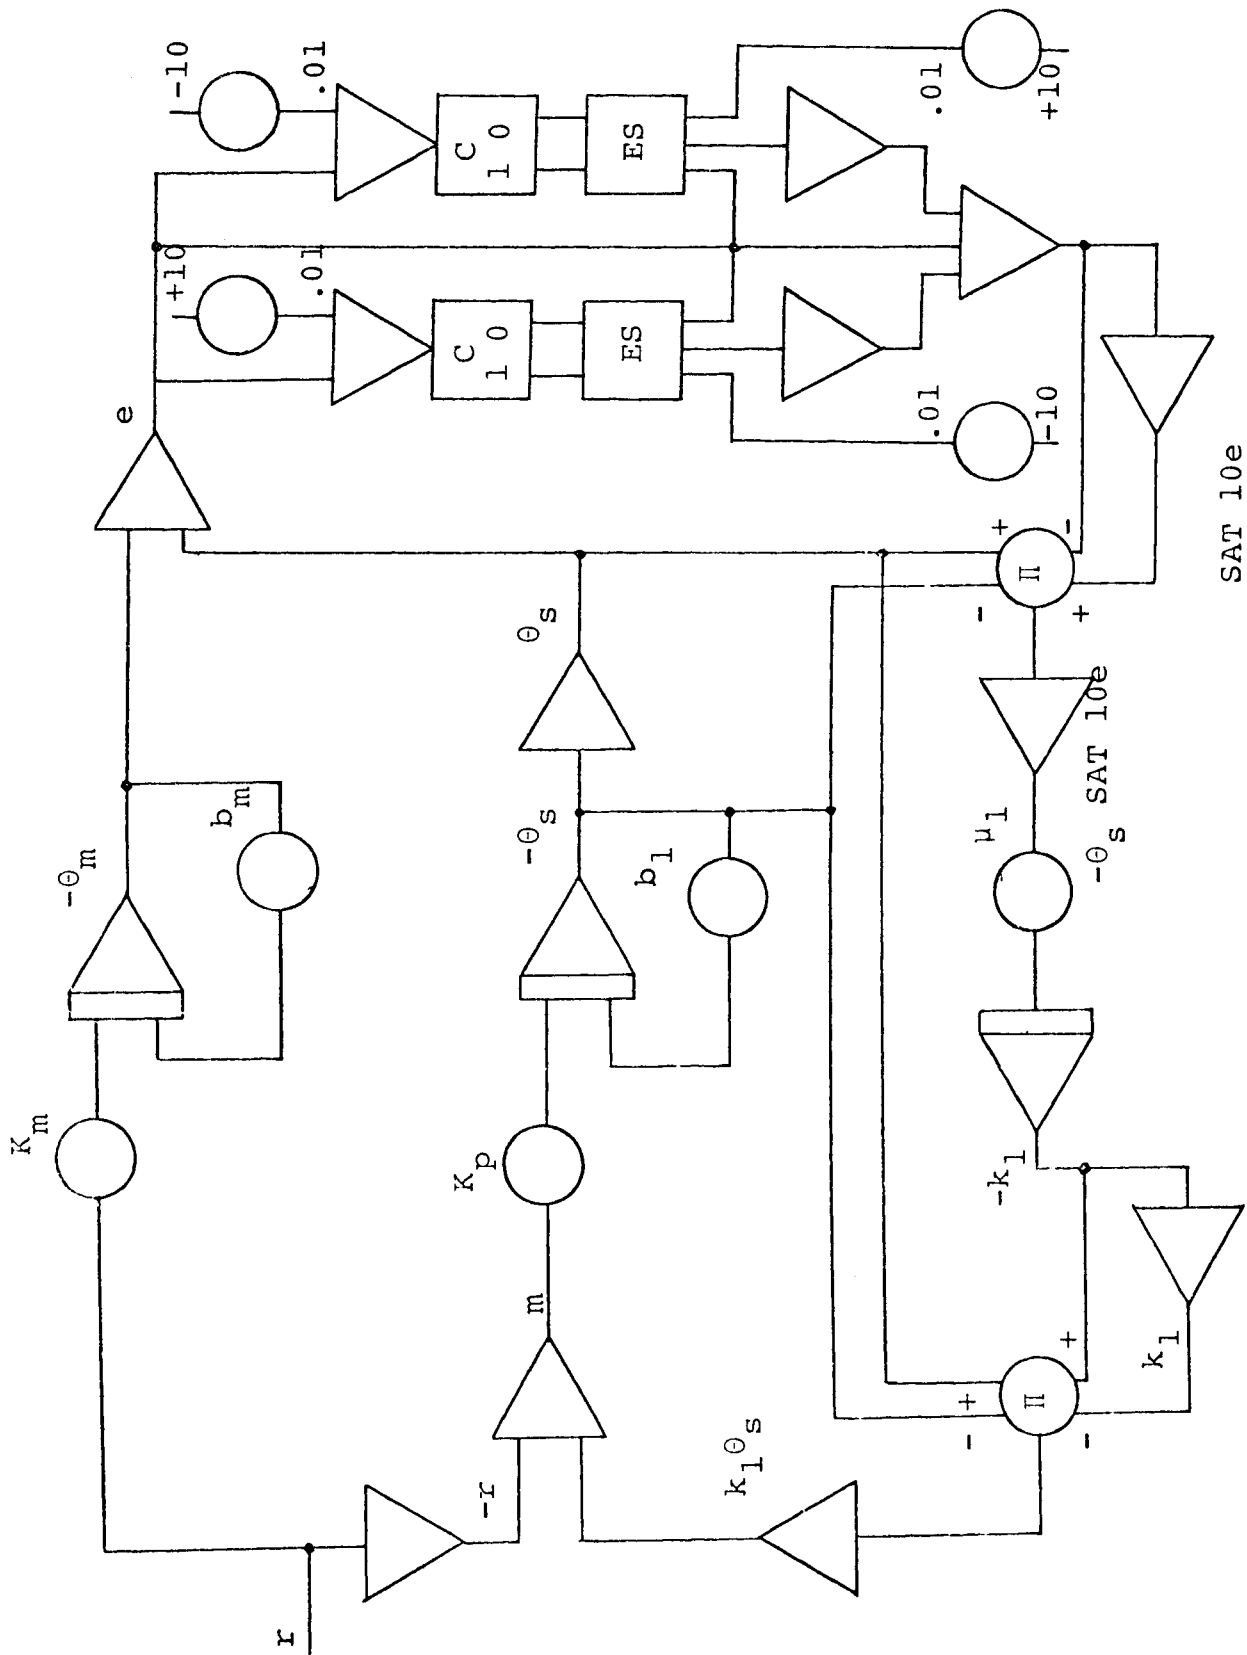 -10
.01
+10
.01
C
1 0
C
1 0
ES
ES
.01
+10
.01
-10
e
SAT 10e
-θm
bm
Km
-θs
θs
b1
Kp
m
Π
+
-
-
+
μ1
-θs SAT 10e
-k1
k1
Π
+
-
+
-
k1θs
-r
r